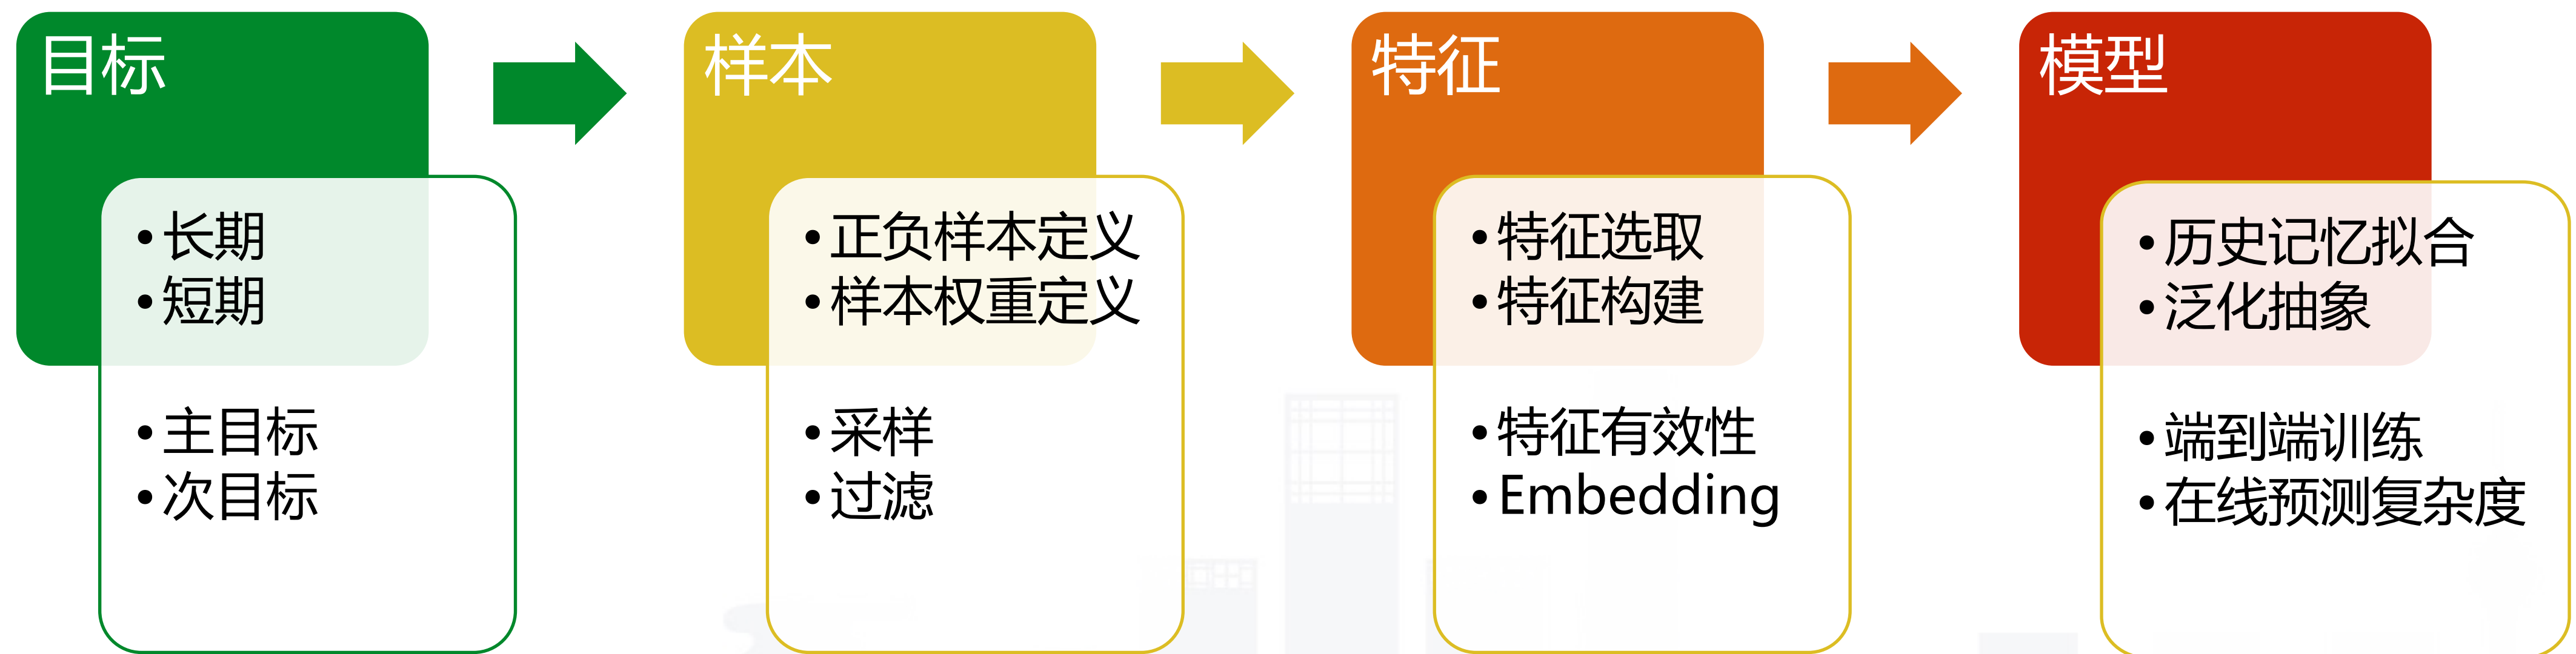 目标
•长期
•短期
•主目标
•次目标
样本
•正负样本定义
•样本权重定义
•采样
•过滤
特征
•特征选取
•特征构建
•特征有效性
•Embedding
模型
•历史记忆拟合
•泛化抽象
•端到端训练
•在线预测复杂度